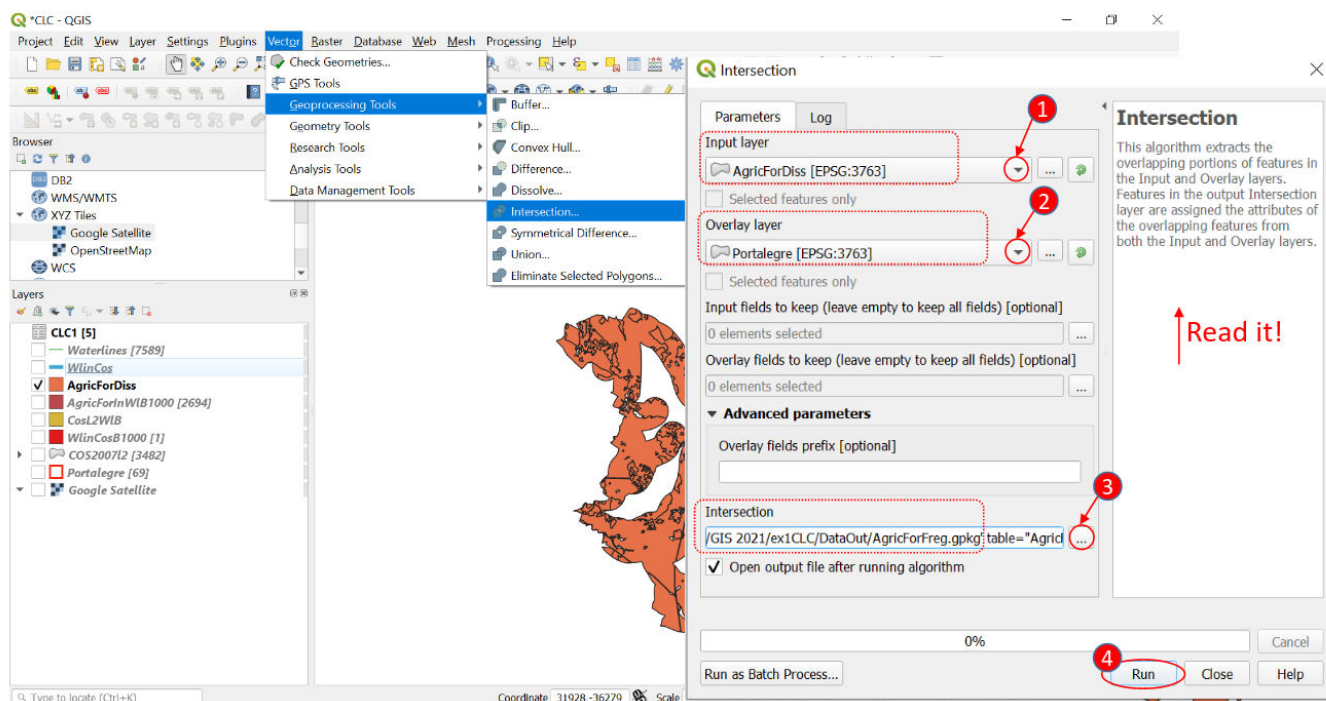 *CLC - QGIS
Project Edit View Layer Settings Plugins Vector Raster Database Web Mesh Processing Help
Check Geometries...
GPS Tools
Geoprocessing Tools
Geometry Tools
Research Tools
Analysis Tools
Data Management Tools
Buffer...
Clip...
Convex Hull...
Difference...
Dissolve...
Intersection...
Symmetrical Difference...
Union...
Eliminate Selected Polygons...
Browser
DB2
WMS/WMTS
XYZ Tiles
Google Satellite
OpenStreetMap
WCS
Layers
CLC1 [5]
Waterlines [7589]
WlinCos
AgricForDiss
AgricForInWlB1000 [2694]
CosL2WlB
WlinCosB1000 [1]
COS2007l2 [3482]
Portalegre [69]
Google Satellite
Type to locate (Ctrl+K)
Coordinate 31928,-36279 Scale
Intersection
Parameters Log
1
Input layer
AgricForDiss [EPSG:3763] ...
Selected features only
2
Overlay layer
Portalegre [EPSG:3763] ...
Selected features only
Input fields to keep (leave empty to keep all fields) [optional]
0 elements selected ...
Overlay fields to keep (leave empty to keep all fields) [optional]
0 elements selected ...
Advanced parameters
Overlay fields prefix [optional]
3
Intersection
/GIS 2021/ex1CLC/DataOut/AgricForFreg.gpkg" table="Agric ...
Open output file after running algorithm
0% Cancel
4
Run as Batch Process... Run Close Help
Intersection
This algorithm extracts the
overlapping portions of features in
the Input and Overlay layers.
Features in the output Intersection
layer are assigned the attributes of
the overlapping features from
both the Input and Overlay layers.
Read it!